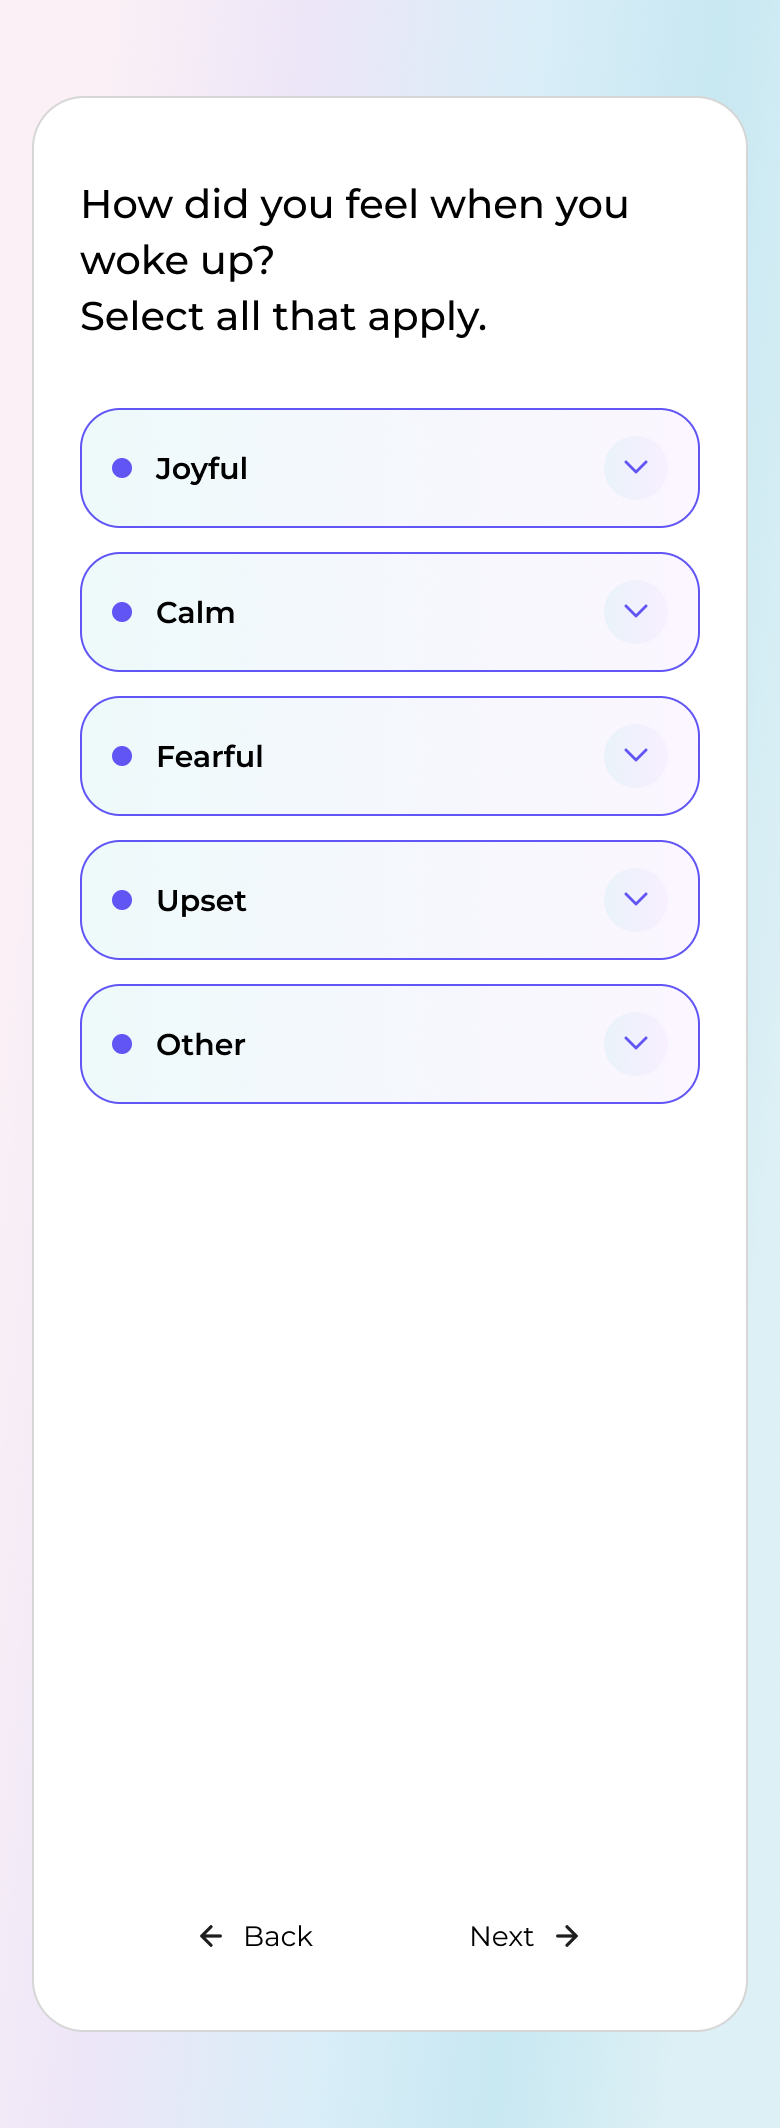 How did you feel when you
woke up?
Select all that apply.
Joyful
Calm
Fearful
Upset
Other
Back Next